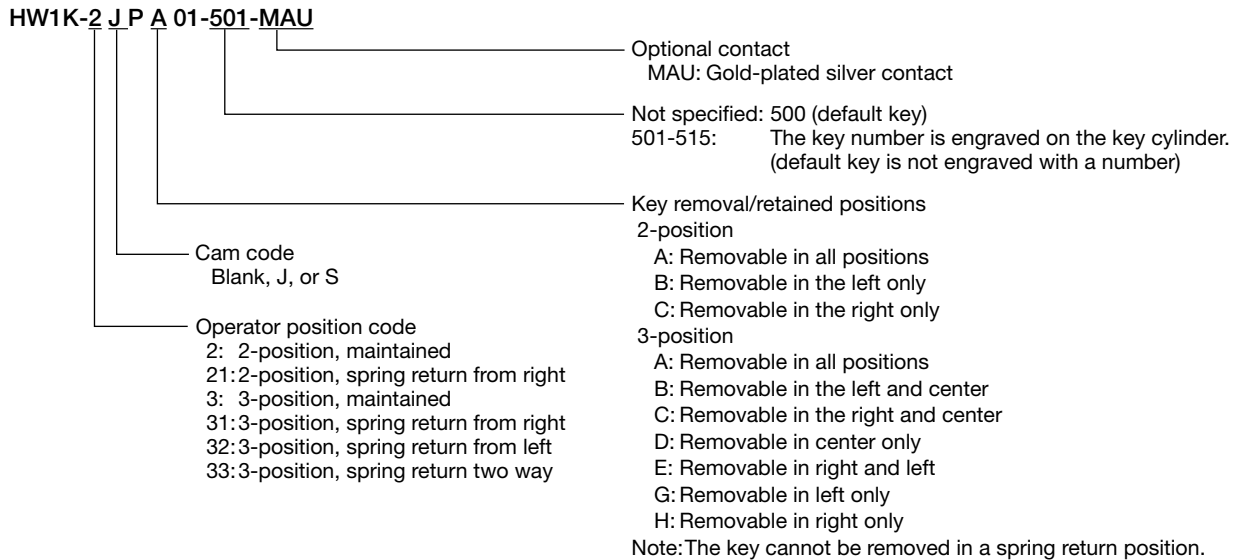 HW1K-2 J P A 01-501-MAU
Optional contact
MAU: Gold-plated silver contact
Not specified: 500 (default key)
501-515: The key number is engraved on the key cylinder.
(default key is not engraved with a number)
Key removal/retained positions
2-position
A: Removable in all positions
B: Removable in the left only
C: Removable in the right only
3-position
A: Removable in all positions
B: Removable in the left and center
C: Removable in the right and center
D: Removable in center only
E: Removable in right and left
G: Removable in left only
H: Removable in right only
Note: The key cannot be removed in a spring return position.
Cam code
Blank, J, or S
Operator position code
2: 2-position, maintained
21: 2-position, spring return from right
3: 3-position, maintained
31: 3-position, spring return from right
32: 3-position, spring return from left
33: 3-position, spring return two way